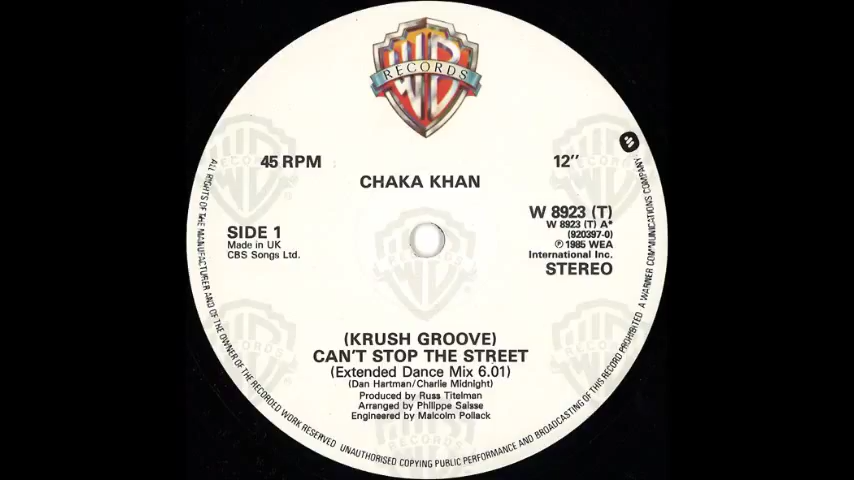 WB
RECORDS
45 RPM
12"
CHAKA KHAN
SIDE 1
Made in UK
CBS Songs Ltd.
W 8923 (T)
W 8923 (T) A*
(920397-0)
℗ 1985 WEA
International Inc.
STEREO
(KRUSH GROOVE)
CAN'T STOP THE STREET
(Extended Dance Mix 6.01)
(Dan Hartman/Charlie Midnight)
Produced by Russ Titelman
Arranged by Philippe Saisse
Engineered by Malcolm Pollack
ALL RIGHTS OF THE MANUFACTURER AND OF THE OWNER OF THE RECORDED WORK RESERVED UNAUTHORISED COPYING PUBLIC PERFORMANCE AND BROADCASTING OF THIS RECORD PROHIBITED A WARNER COMMUNICATIONS COMPANY